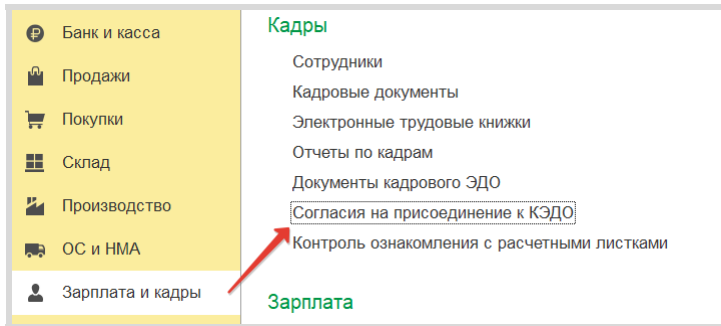 Банк и касса
Продажи
Покупки
Склад
Производство
ОС и НМА
Зарплата и кадры
Кадры
Сотрудники
Кадровые документы
Электронные трудовые книжки
Отчеты по кадрам
Документы кадрового ЭДО
Согласия на присоединение к КЭДО
Контроль ознакомления с расчетными листками
Зарплата